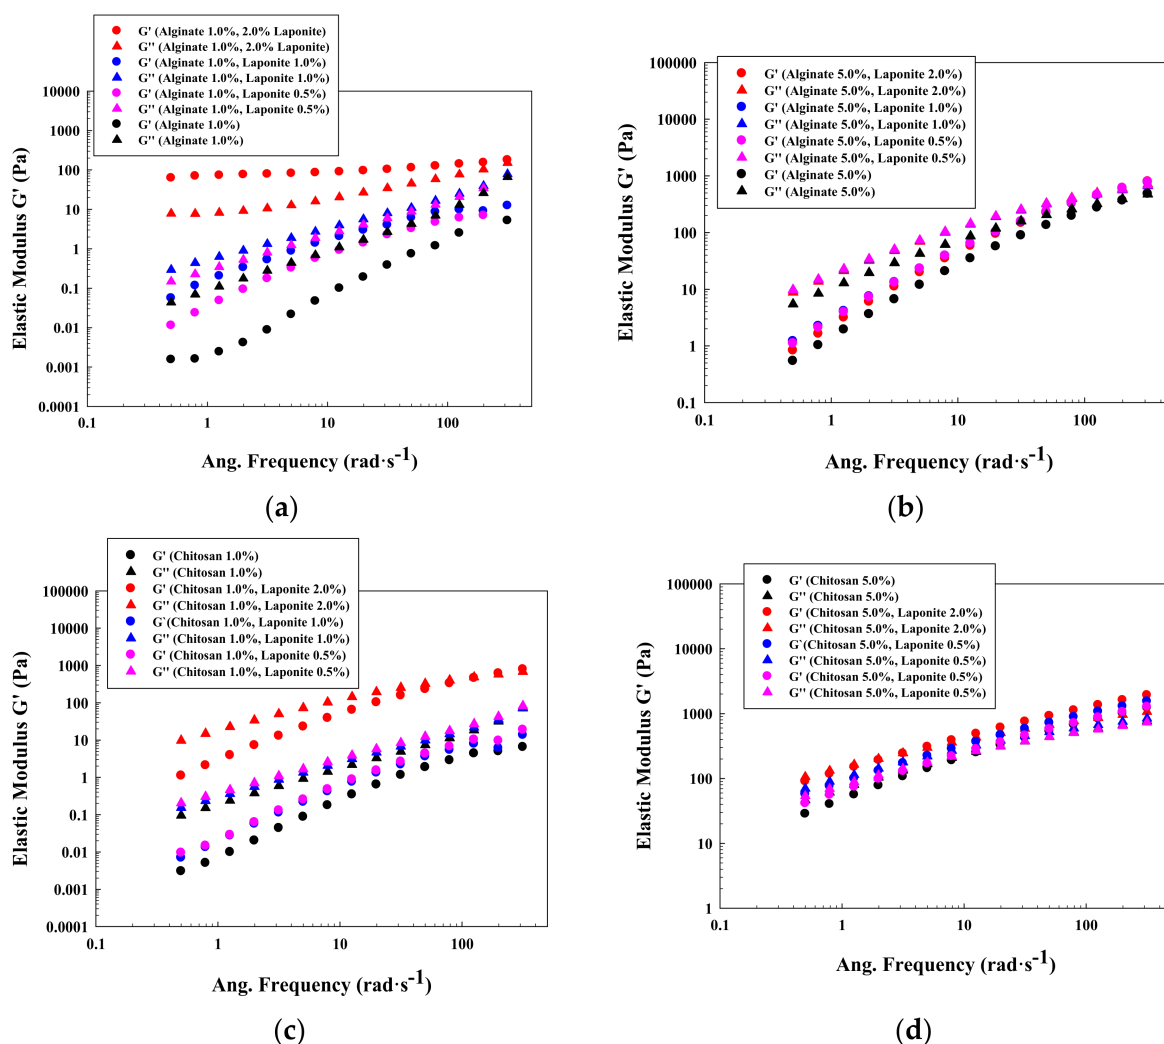 G' (Alginate 1.0%, 2.0% Laponite)
G'' (Alginate 1.0%, 2.0% Laponite)
G' (Alginate 1.0%, Laponite 1.0%)
G'' (Alginate 1.0%, Laponite 1.0%)
G' (Alginate 1.0%, Laponite 0.5%)
G'' (Alginate 1.0%, Laponite 0.5%)
G' (Alginate 1.0%)
G'' (Alginate 1.0%)
Elastic Modulus G' (Pa)
10000
1000
100
10
1
0.1
0.01
0.001
0.0001
0.1
1
10
100
Ang. Frequency (rad·s-1)
(a)
G' (Alginate 5.0%, Laponite 2.0%)
G'' (Alginate 5.0%, Laponite 2.0%)
G' (Alginate 5.0%, Laponite 1.0%)
G'' (Alginate 5.0%, Laponite 1.0%)
G' (Alginate 5.0%, Laponite 0.5%)
G'' (Alginate 5.0%, Laponite 0.5%)
G' (Alginate 5.0%)
G'' (Alginate 5.0%)
Elastic Modulus G' (Pa)
100000
10000
1000
100
10
1
0.1
0.1
1
10
100
Ang. Frequency (rad·s-1)
(b)
G' (Chitosan 1.0%)
G'' (Chitosan 1.0%)
G' (Chitosan 1.0%, Laponite 2.0%)
G'' (Chitosan 1.0%, Laponite 2.0%)
G`(Chitosan 1.0%, Laponite 1.0%)
G'' (Chitosan 1.0%, Laponite 1.0%)
G' (Chitosan 1.0%, Laponite 0.5%)
G'' (Chitosan 1.0%, Laponite 0.5%)
Elastic Modulus G' (Pa)
100000
10000
1000
100
10
1
0.1
0.01
0.001
0.0001
0.1
1
10
100
Ang. Frequency (rad·s-1)
(c)
G' (Chitosan 5.0%)
G'' (Chitosan 5.0%)
G' (Chitosan 5.0%, Laponite 2.0%)
G'' (Chitosan 5.0%, Laponite 2.0%)
G`(Chitosan 5.0%, Laponite 0.5%)
G'' (Chitosan 5.0%, Laponite 0.5%)
G' (Chitosan 5.0%, Laponite 0.5%)
G'' (Chitosan 5.0%, Laponite 0.5%)
Elastic Modulus G' (Pa)
100000
10000
1000
100
10
1
0.1
1
10
100
Ang. Frequency (rad·s-1)
(d)